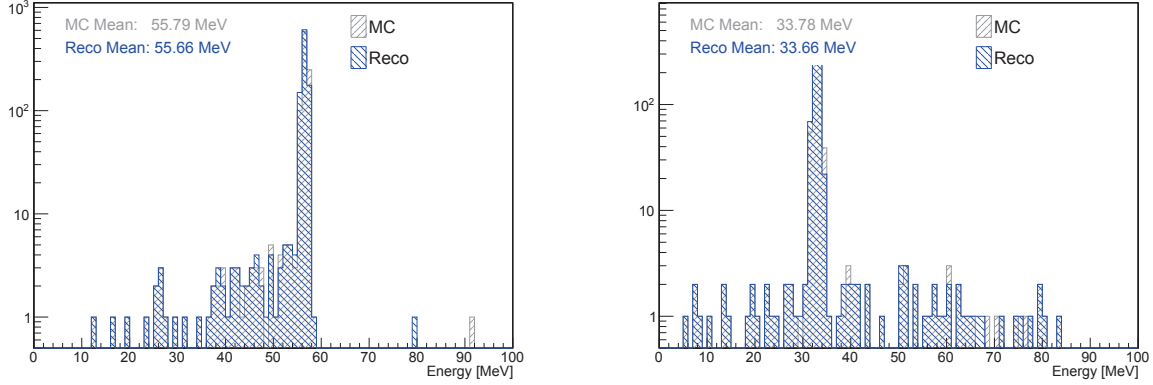 10³
MC Mean: 55.79 MeV
Reco Mean: 55.66 MeV
MC
Reco
10²
10
1
0 10 20 30 40 50 60 70 80 90 100
Energy [MeV]
MC Mean: 33.78 MeV
Reco Mean: 33.66 MeV
MC
Reco
10²
10
1
0 10 20 30 40 50 60 70 80 90 100
Energy [MeV]